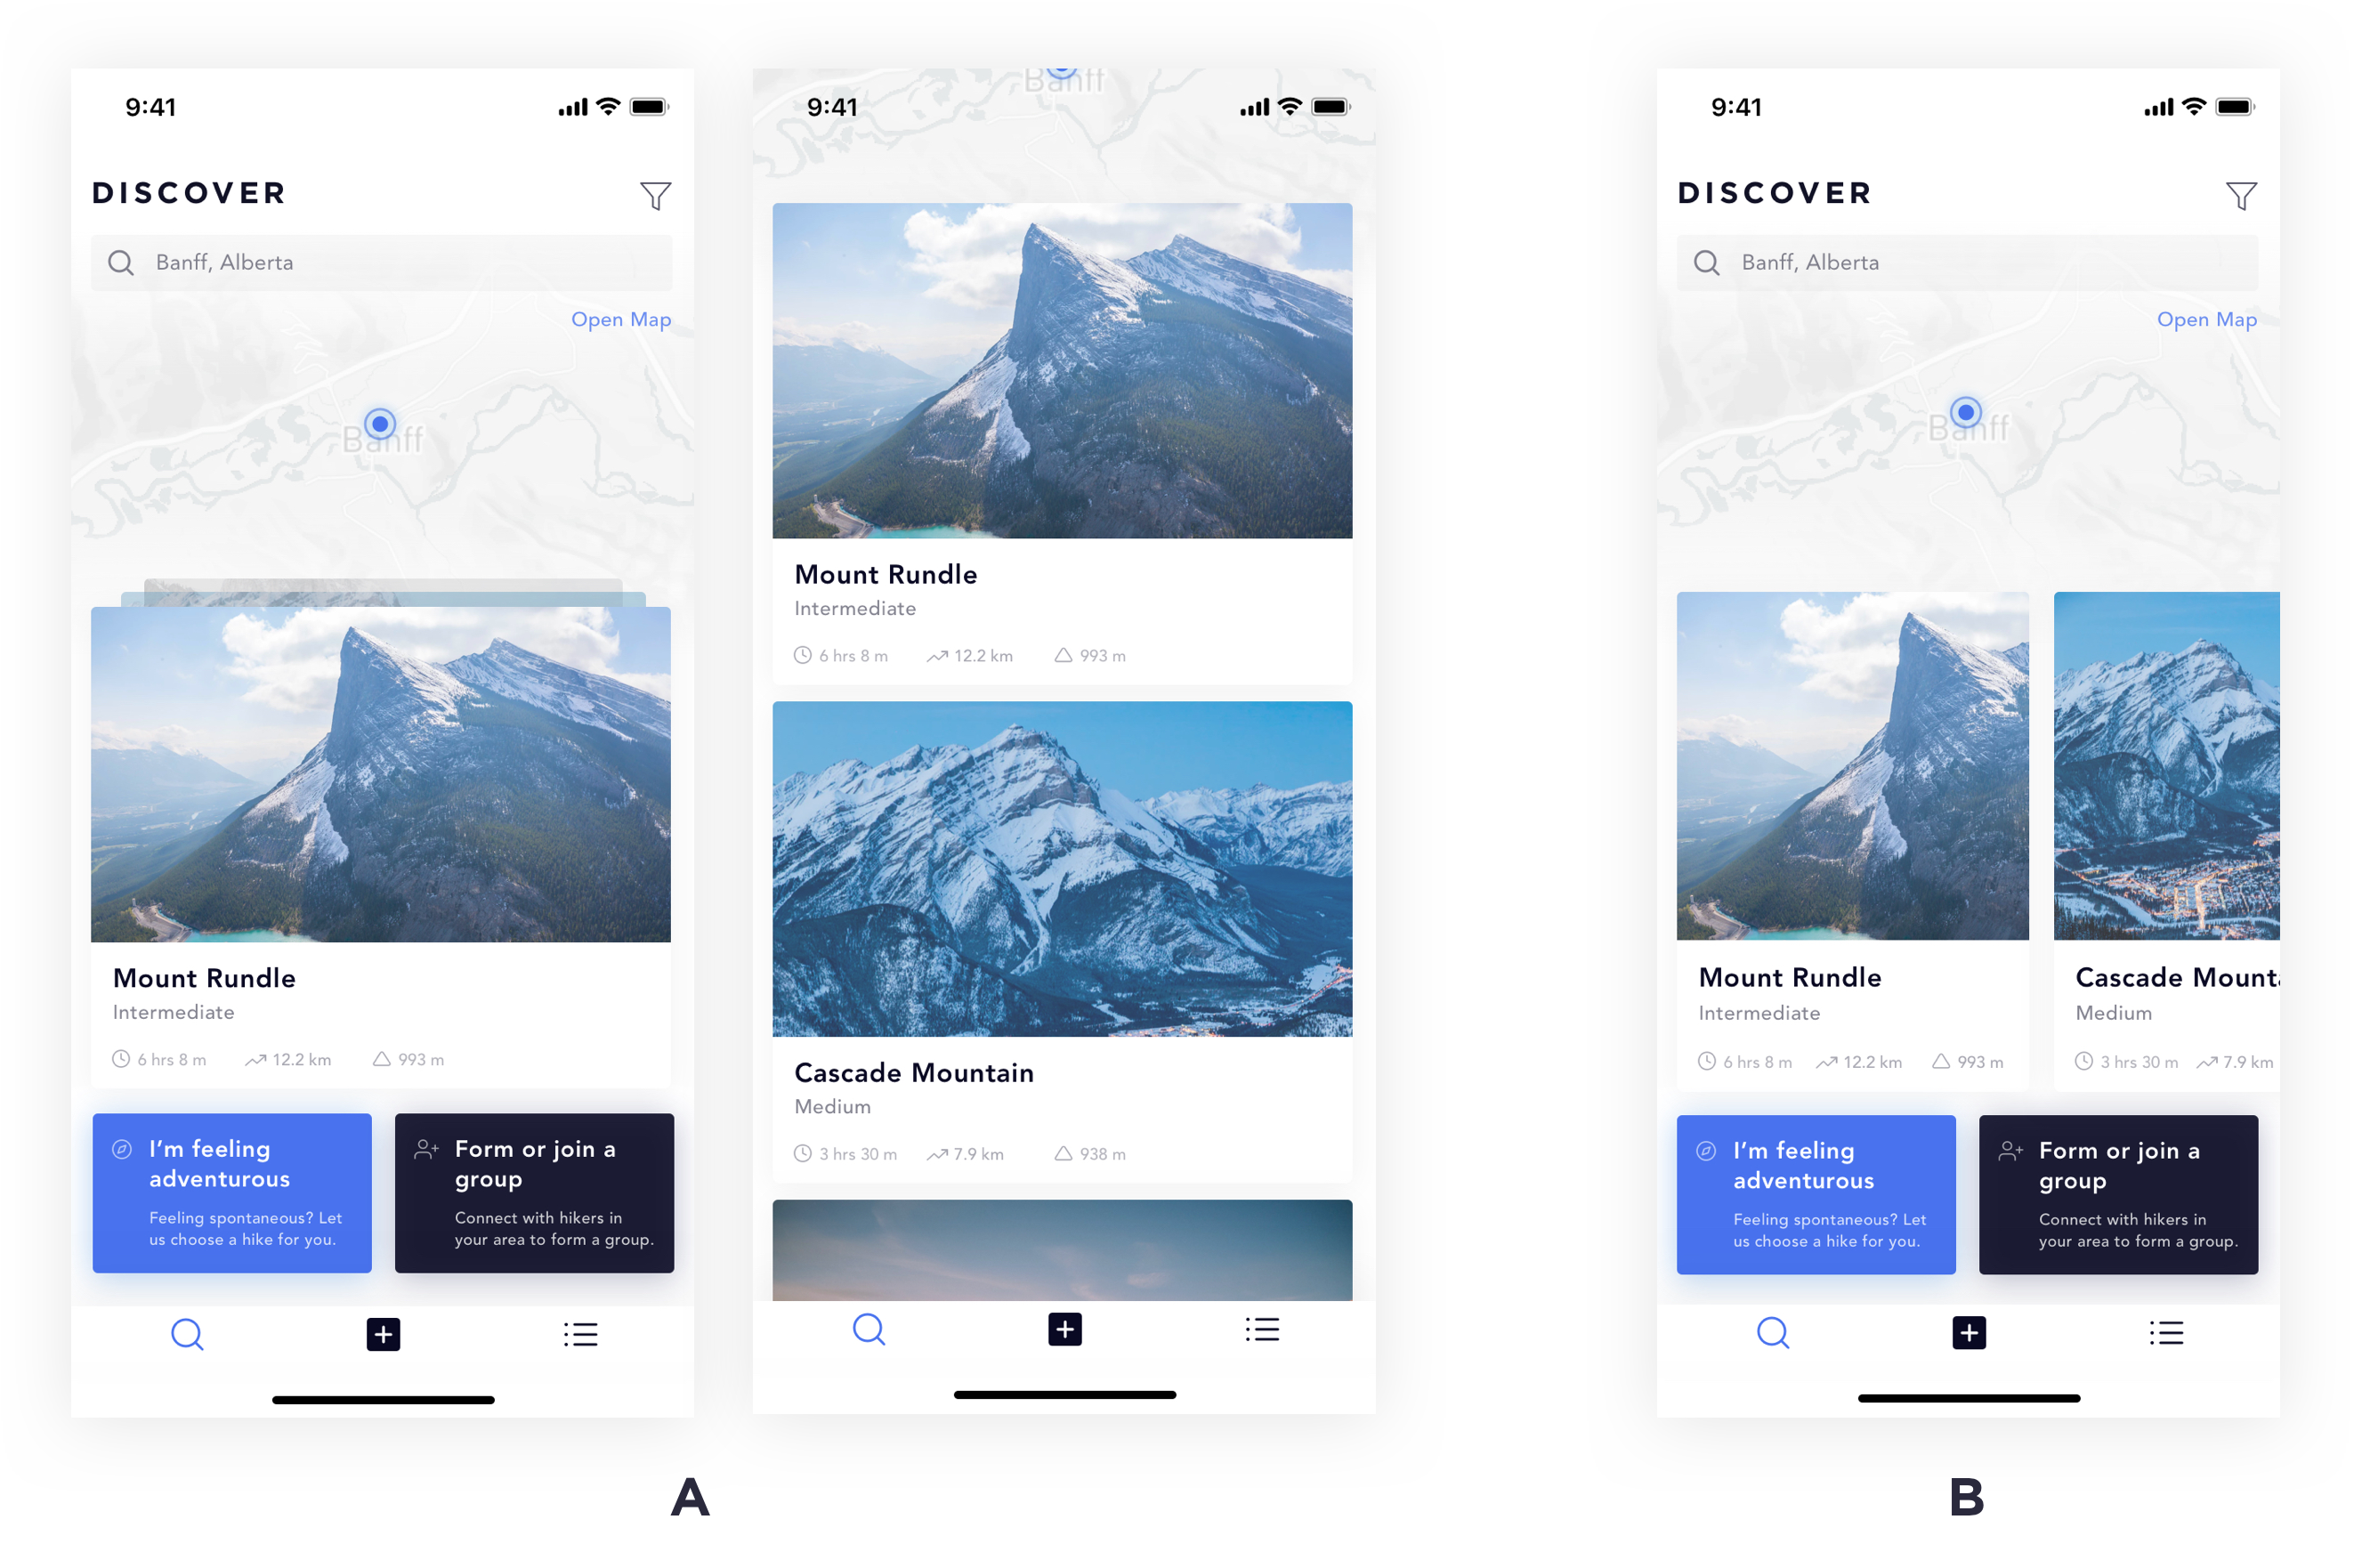 9:41
DISCOVER
Banff, Alberta
Open Map
Banff
Mount Rundle
Intermediate
6 hrs 8 m 12.2 km 993 m
I'm feeling
adventurous
Feeling spontaneous? Let
us choose a hike for you.
Form or join a
group
Connect with hikers in
your area to form a group.
Banff
9:41
Mount Rundle
Intermediate
6 hrs 8 m 12.2 km 993 m
Cascade Mountain
Medium
3 hrs 30 m 7.9 km 938 m
A
9:41
DISCOVER
Banff, Alberta
Open Map
Banff
Mount Rundle
Intermediate
6 hrs 8 m 12.2 km 993 m
Cascade Mount
Medium
3 hrs 30 m 7.9 km
I'm feeling
adventurous
Feeling spontaneous? Let
us choose a hike for you.
Form or join a
group
Connect with hikers in
your area to form a group.
B